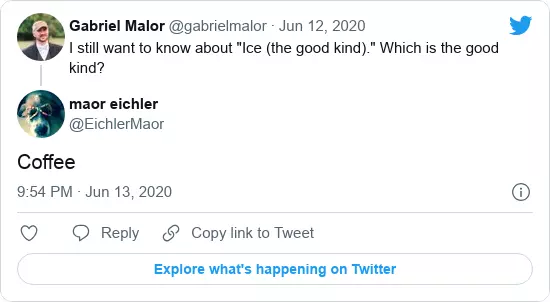 Gabriel Malor @gabrielmalor · Jun 12, 2020
I still want to know about "Ice (the good kind)." Which is the good
kind?
maor eichler
@EichlerMaor
Coffee
9:54 PM · Jun 13, 2020
Reply
Copy link to Tweet
Explore what's happening on Twitter